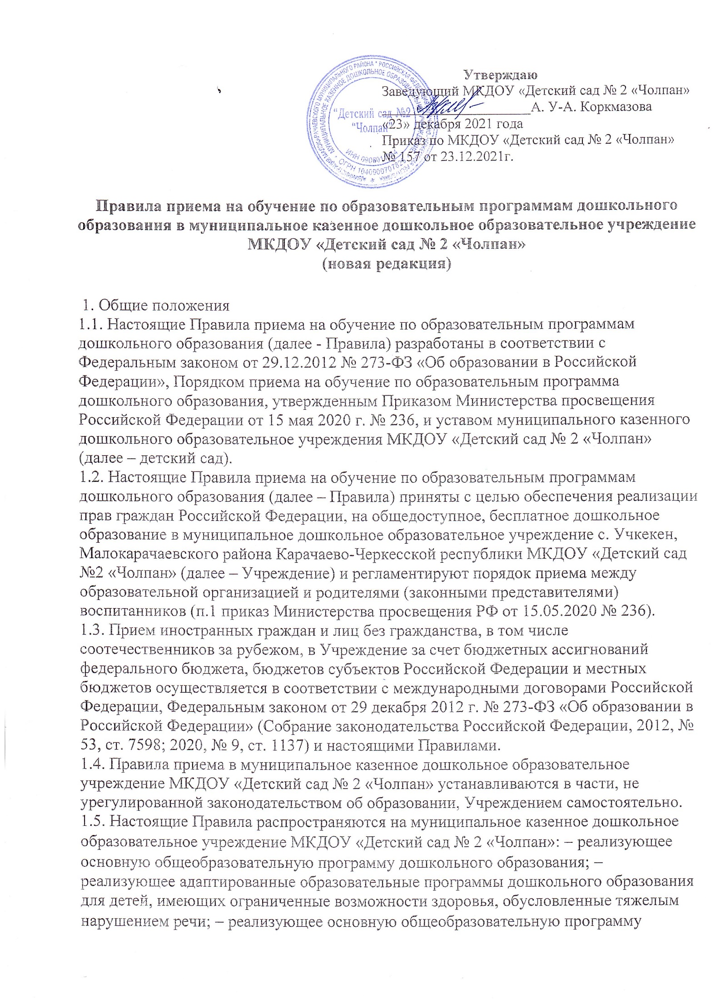 Утверждаю
Заведующий МКДОУ «Детский сад № 2 «Чолпан»
А. У-А. Коркмазова
«23» декабря 2021 года
Приказ по МКДОУ «Детский сад № 2 «Чолпан»
№ 157 от 23.12.2021г.
МАЛОКАРАЧАЕВСКОГО МУНИЦИПАЛЬНОГО РАЙОНА * РОССИЙСКАЯ ФЕДЕРАЦИЯ
МУНИЦИПАЛЬНОЕ КАЗЕННОЕ ДОШКОЛЬНОЕ ОБРАЗОВАТЕЛЬНОЕ
"Детский сад №2
"Чолпан"
ОГРН 1040900707829
Правила приема на обучение по образовательным программам дошкольного
образования в муниципальное казенное дошкольное образовательное учреждение
МКДОУ «Детский сад № 2 «Чолпан»
(новая редакция)
1. Общие положения
1.1. Настоящие Правила приема на обучение по образовательным программам
дошкольного образования (далее - Правила) разработаны в соответствии с
Федеральным законом от 29.12.2012 № 273-ФЗ «Об образовании в Российской
Федерации», Порядком приема на обучение по образовательным программа
дошкольного образования, утвержденным Приказом Министерства просвещения
Российской Федерации от 15 мая 2020 г. № 236, и уставом муниципального казенного
дошкольного образовательное учреждения МКДОУ «Детский сад № 2 «Чолпан»
(далее – детский сад).
1.2. Настоящие Правила приема на обучение по образовательным программам
дошкольного образования (далее – Правила) приняты с целью обеспечения реализации
прав граждан Российской Федерации, на общедоступное, бесплатное дошкольное
образование в муниципальное дошкольное образовательное учреждение с. Учкекен,
Малокарачаевского района Карачаево-Черкесской республики МКДОУ «Детский сад
№2 «Чолпан» (далее – Учреждение) и регламентируют порядок приема между
образовательной организацией и родителями (законными представителями)
воспитанников (п.1 приказ Министерства просвещения РФ от 15.05.2020 № 236).
1.3. Прием иностранных граждан и лиц без гражданства, в том числе
соотечественников за рубежом, в Учреждение за счет бюджетных ассигнований
федерального бюджета, бюджетов субъектов Российской Федерации и местных
бюджетов осуществляется в соответствии с международными договорами Российской
Федерации, Федеральным законом от 29 декабря 2012 г. № 273-ФЗ «Об образовании в
Российской Федерации» (Собрание законодательства Российской Федерации, 2012, №
53, ст. 7598; 2020, № 9, ст. 1137) и настоящими Правилами.
1.4. Правила приема в муниципальное казенное дошкольное образовательное
учреждение МКДОУ «Детский сад № 2 «Чолпан» устанавливаются в части, не
урегулированной законодательством об образовании, Учреждением самостоятельно.
1.5. Настоящие Правила распространяются на муниципальное казенное дошкольное
образовательное учреждение МКДОУ «Детский сад № 2 «Чолпан»: – реализующее
основную общеобразовательную программу дошкольного образования; –
реализующее адаптированные образовательные программы дошкольного образования
для детей, имеющих ограниченные возможности здоровья, обусловленные тяжелым
нарушением речи; – реализующее основную общеобразовательную программу